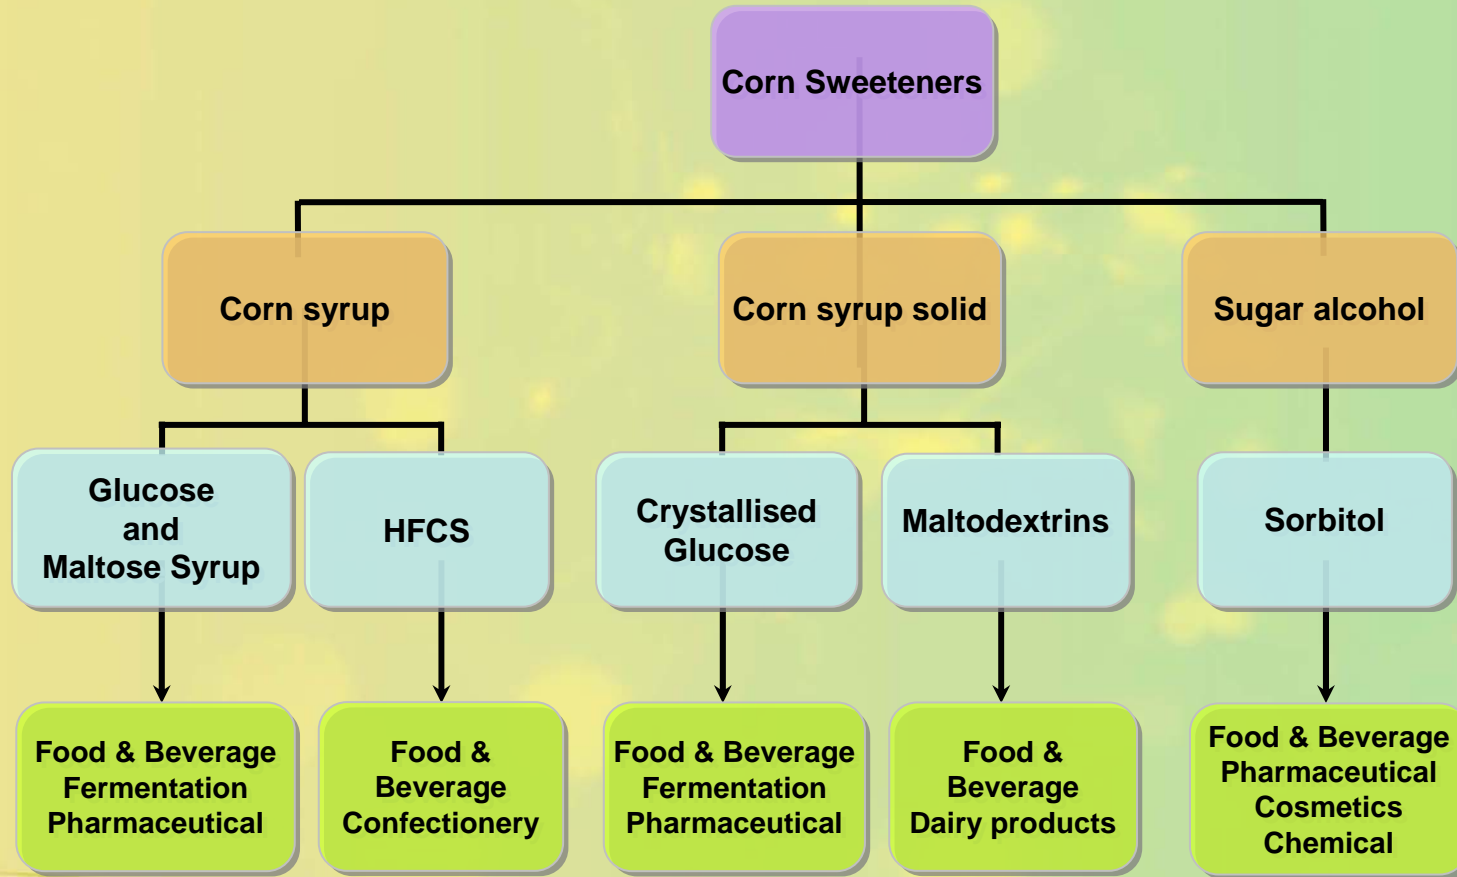 Corn Sweeteners
Corn syrup
Corn syrup solid
Sugar alcohol
Glucose
and
Maltose Syrup
HFCS
Crystallised
Glucose
Maltodextrins
Sorbitol
Food & Beverage
Fermentation
Pharmaceutical
Food &
Beverage
Confectionery
Food & Beverage
Fermentation
Pharmaceutical
Food &
Beverage
Dairy products
Food & Beverage
Pharmaceutical
Cosmetics
Chemical